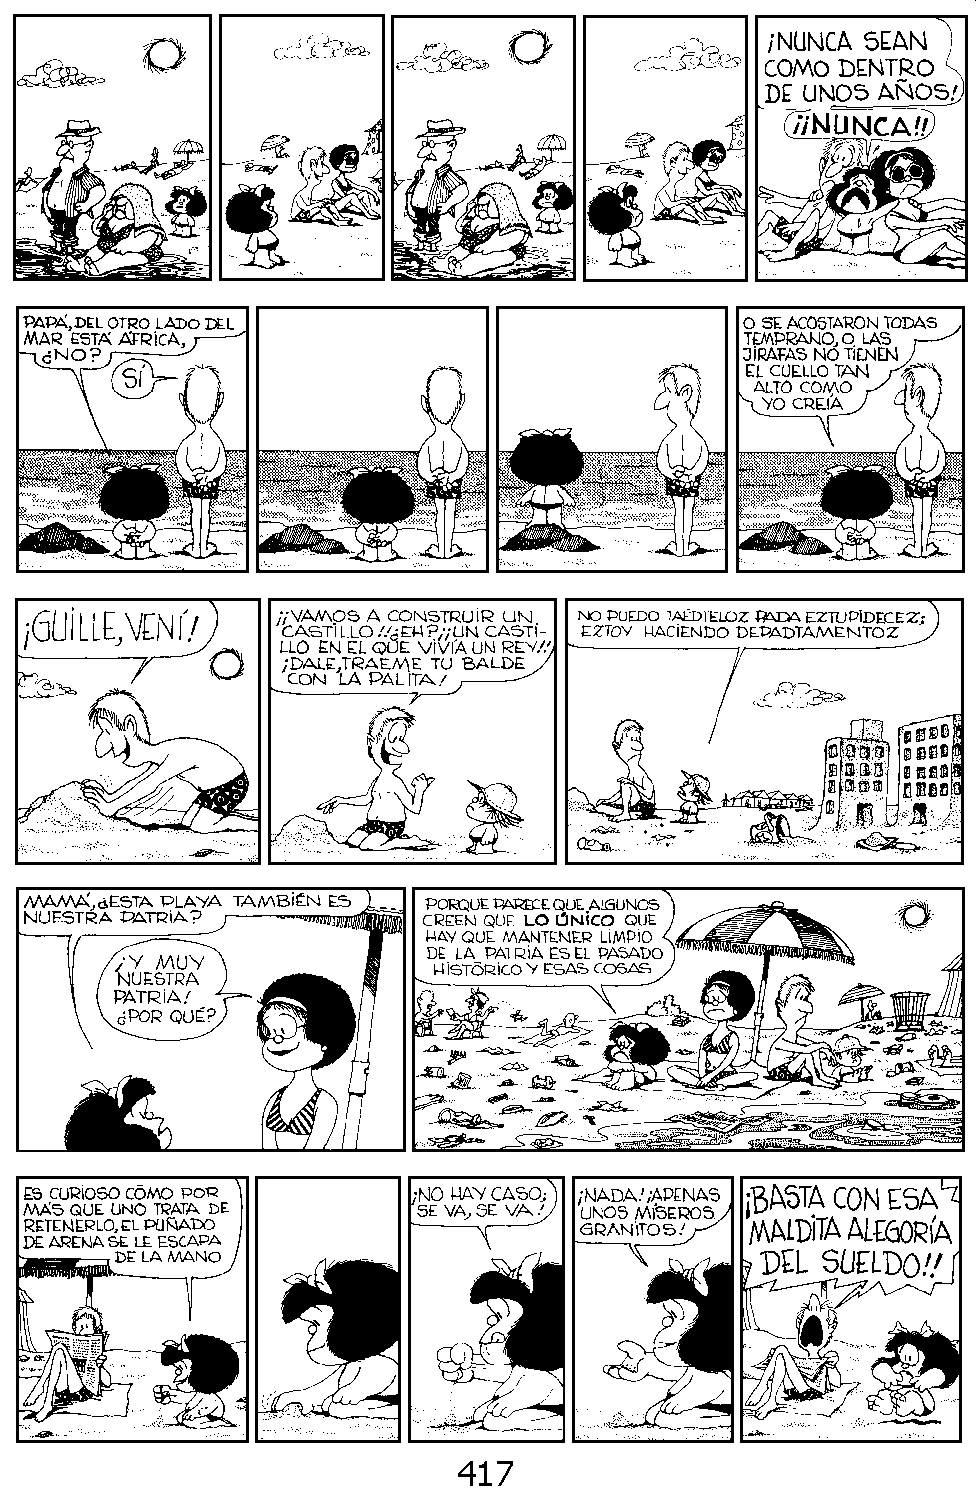 ¡NUNCA SEAN
COMO DENTRO
DE UNOS AÑOS!
¡¡NUNCA!!
PAPÁ, DEL OTRO LADO DEL
MAR ESTÁ ÁFRICA,
¿NO?
SÍ
O SE ACOSTARON TODAS
TEMPRANO, O LAS
JIRAFAS NO TIENEN
EL CUELLO TAN
ALTO COMO
YO CREÍA
¡GUILLE, VENÍ!
¡¡VAMOS A CONSTRUIR UN
CASTILLO!!¿EH?¡¡UN CASTI-
LLO EN EL QUE VIVÍA UN REY!!
¡DALE, TRAEME TU BALDE
CON LA PALITA!
NO PUEDO TAÉDTELOZ PADA EZTUPIDECEZ;
EZTOY HACIENDO DEPADTAMENTOZ
MAMÁ, ¿ESTA PLAYA TAMBIÉN ES
NUESTRA PATRIA?
¡Y MUY
NUESTRA
PATRIA!
¿POR QUÉ?
PORQUE PARECE QUE ALGUNOS
CREEN QUE LO ÚNICO QUE
HAY QUE MANTENER LIMPIO
DE LA PATRIA ES EL PASADO
HISTÓRICO Y ESAS COSAS
ES CURIOSO CÓMO POR
MÁS QUE UNO TRATA DE
RETENERLO, EL PUÑADO
DE ARENA SE LE ESCAPA
DE LA MANO
¡NO HAY CASO;
SE VA, SE VA!
¡NADA! ¡APENAS
UNOS MÍSEROS
GRANITOS!
¡BASTA CON ESA
MALDITA ALEGORÍA
DEL SUELDO!!
417